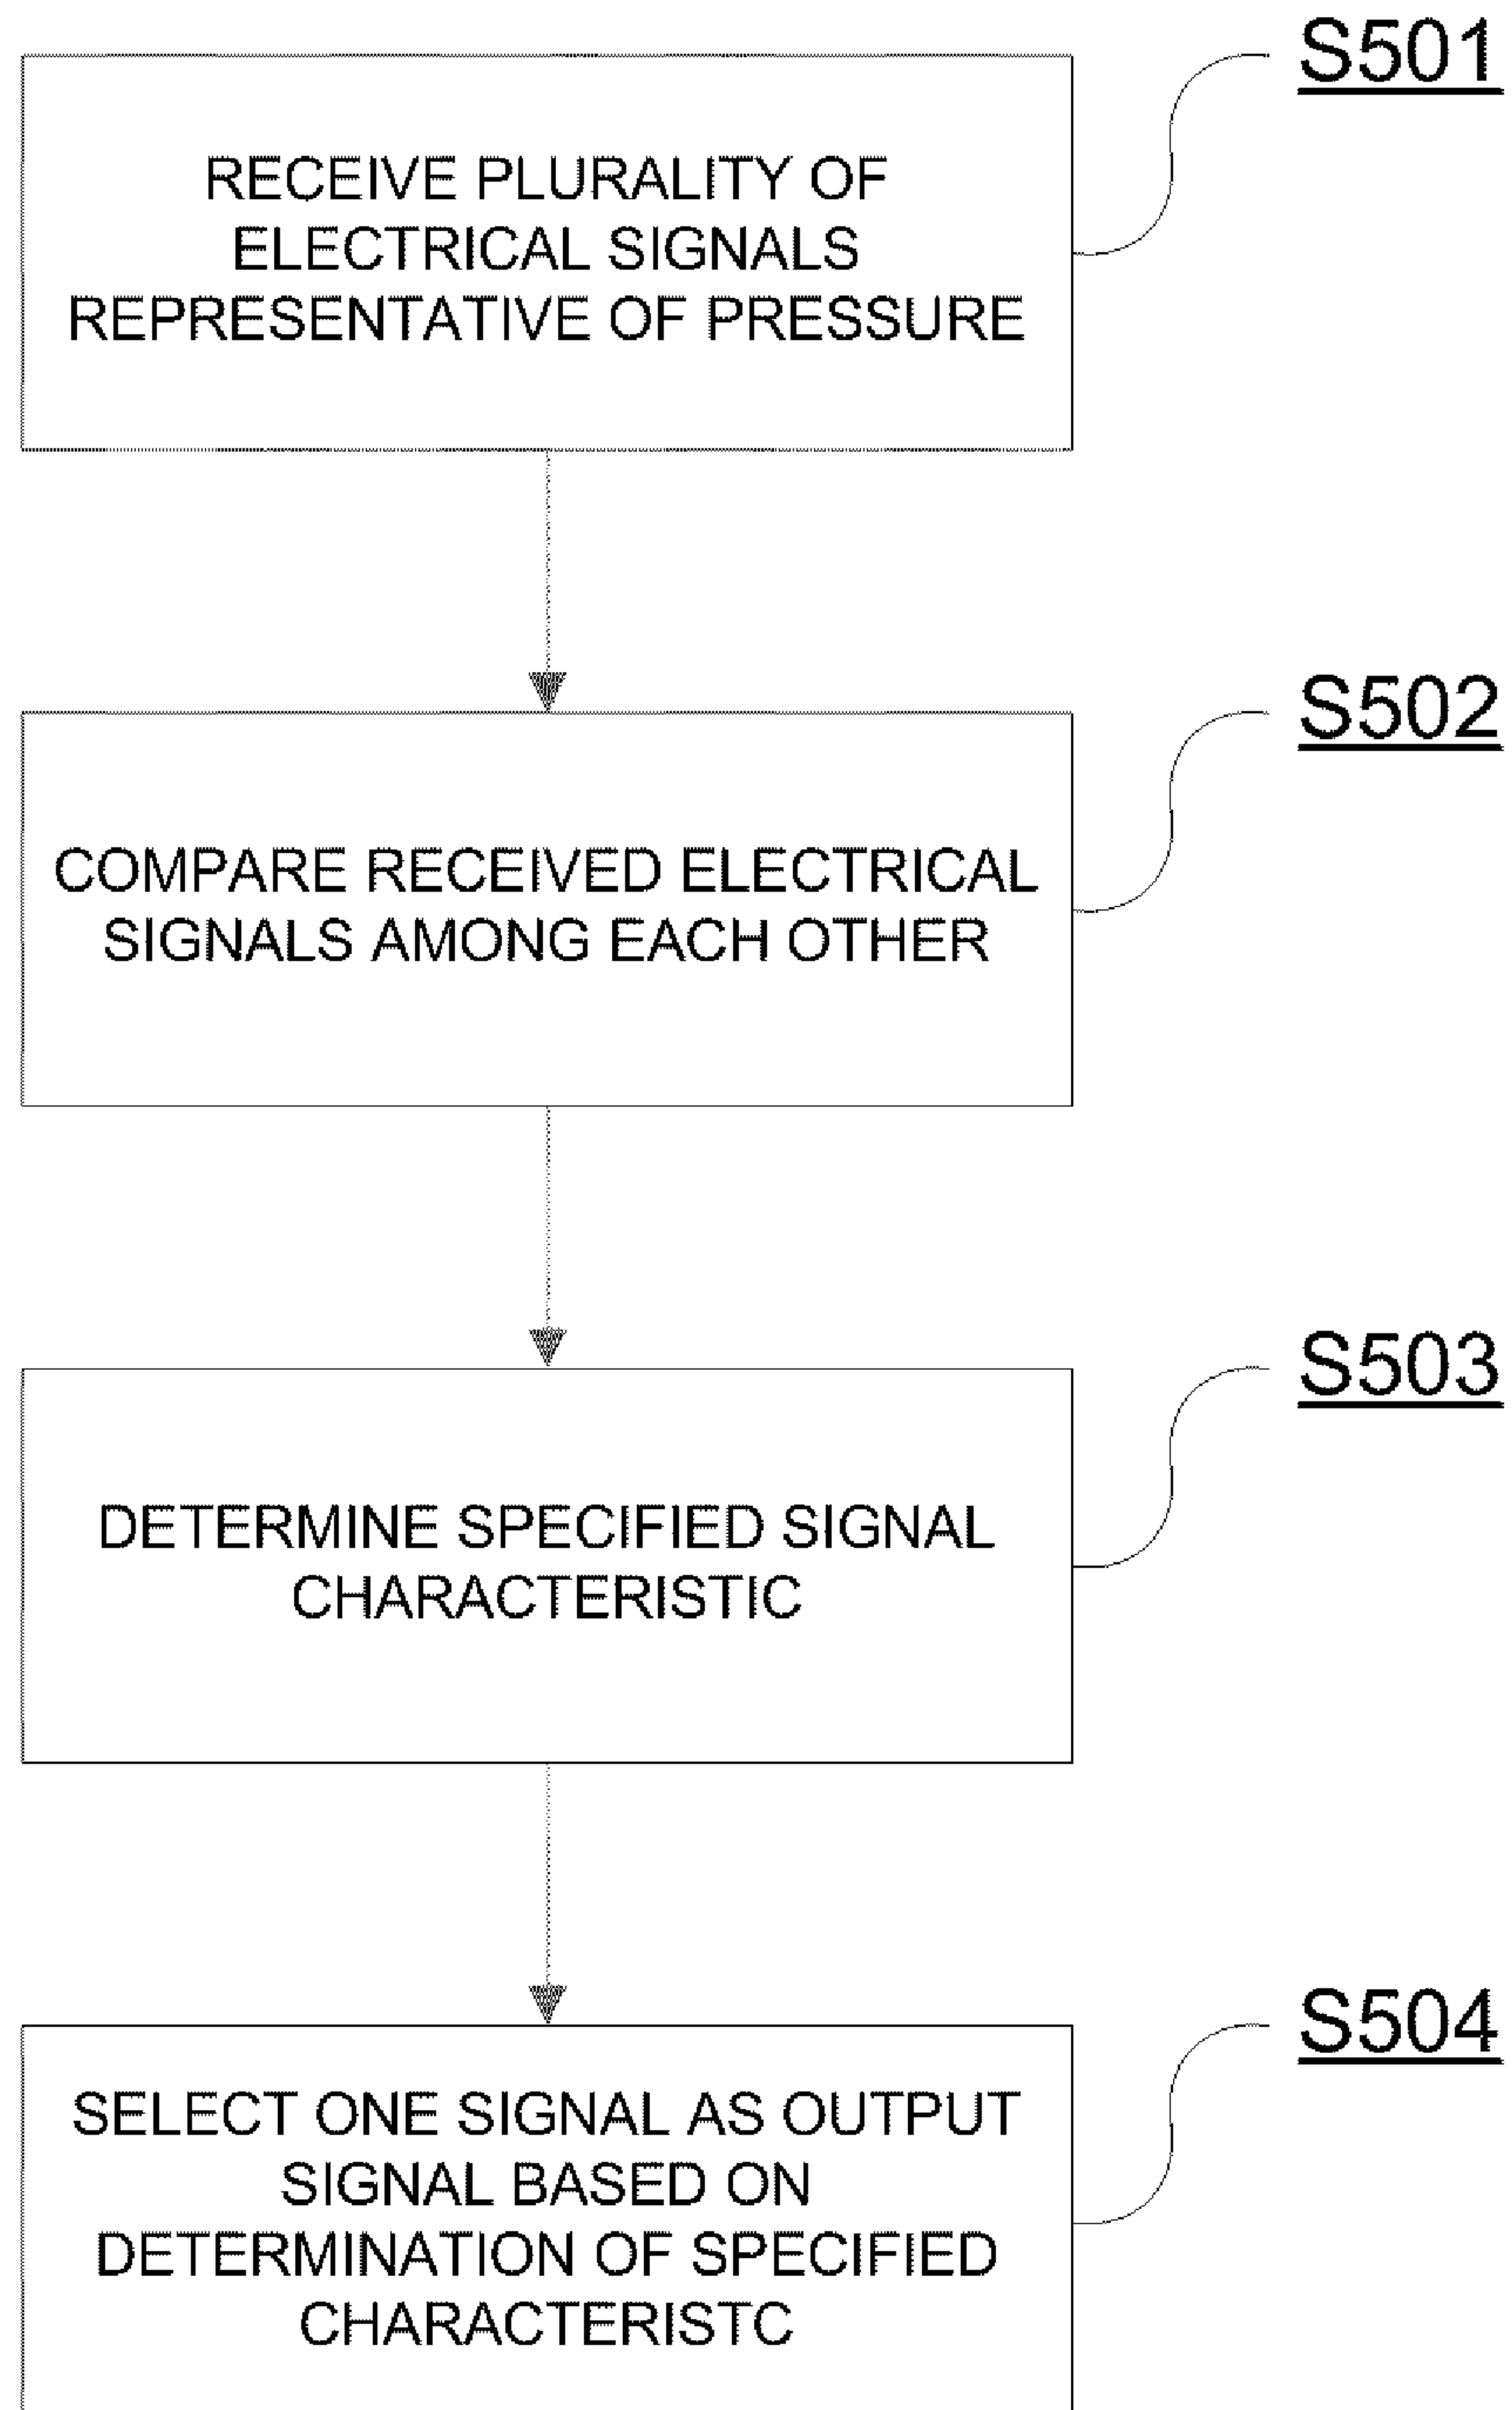 S501
RECEIVE PLURALITY OF
ELECTRICAL SIGNALS
REPRESENTATIVE OF PRESSURE
S502
COMPARE RECEIVED ELECTRICAL
SIGNALS AMONG EACH OTHER
S503
DETERMINE SPECIFIED SIGNAL
CHARACTERISTIC
S504
SELECT ONE SIGNAL AS OUTPUT
SIGNAL BASED ON
DETERMINATION OF SPECIFIED
CHARACTERISTC